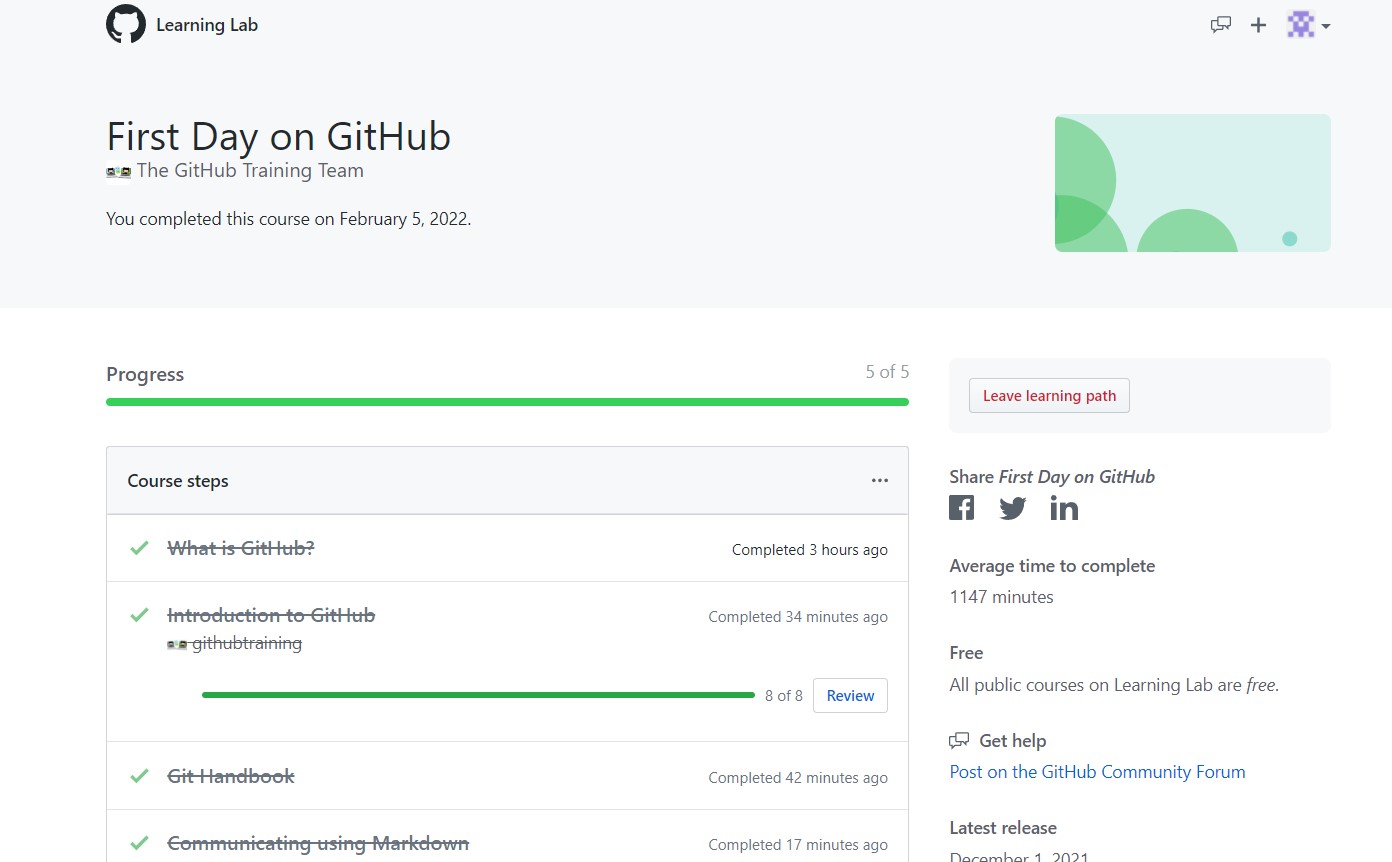 Learning Lab
First Day on GitHub
The GitHub Training Team
You completed this course on February 5, 2022.
Progress
5 of 5
Course steps
What is GitHub?
Completed 3 hours ago
Introduction to GitHub
Completed 34 minutes ago
githubtraining
8 of 8
Review
Git Handbook
Completed 42 minutes ago
Communicating using Markdown
Completed 17 minutes ago
Leave learning path
Share First Day on GitHub
Average time to complete
1147 minutes
Free
All public courses on Learning Lab are free.
Get help
Post on the GitHub Community Forum
Latest release
December 1, 2021